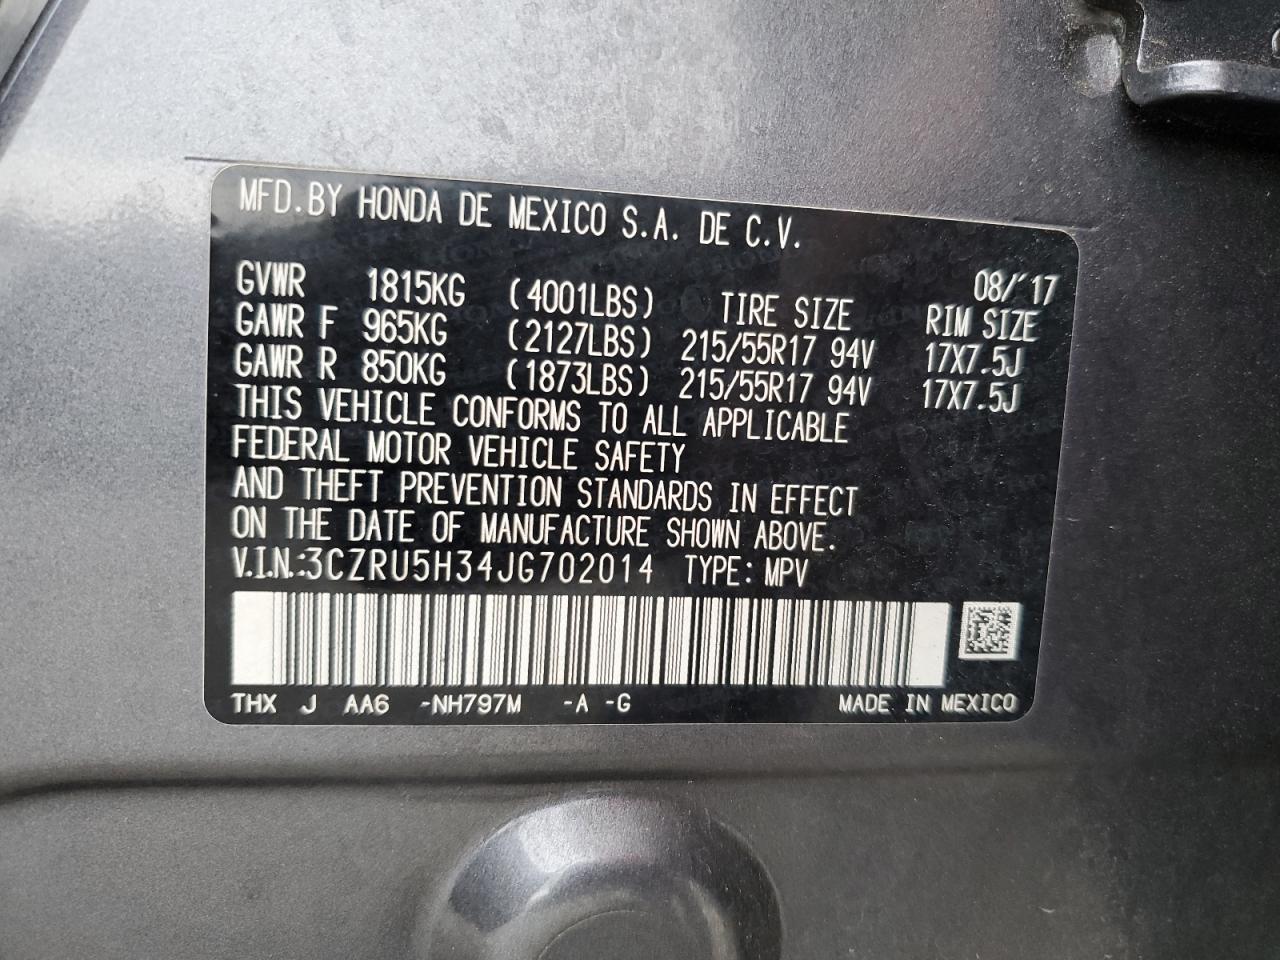 MFD.BY HONDA DE MEXICO S.A. DE C.V.
08/'17
GVWR 1815KG (4001LBS) TIRE SIZE RIM SIZE
GAWR F 965KG (2127LBS) 215/55R17 94V 17X7.5J
GAWR R 850KG (1873LBS) 215/55R17 94V 17X7.5J
THIS VEHICLE CONFORMS TO ALL APPLICABLE
FEDERAL MOTOR VEHICLE SAFETY
AND THEFT PREVENTION STANDARDS IN EFFECT
ON THE DATE OF MANUFACTURE SHOWN ABOVE.
V.I.N.:3CZRU5H34JG702014 TYPE: MPV
THX J AA6 -NH797M -A -G MADE IN MEXICO